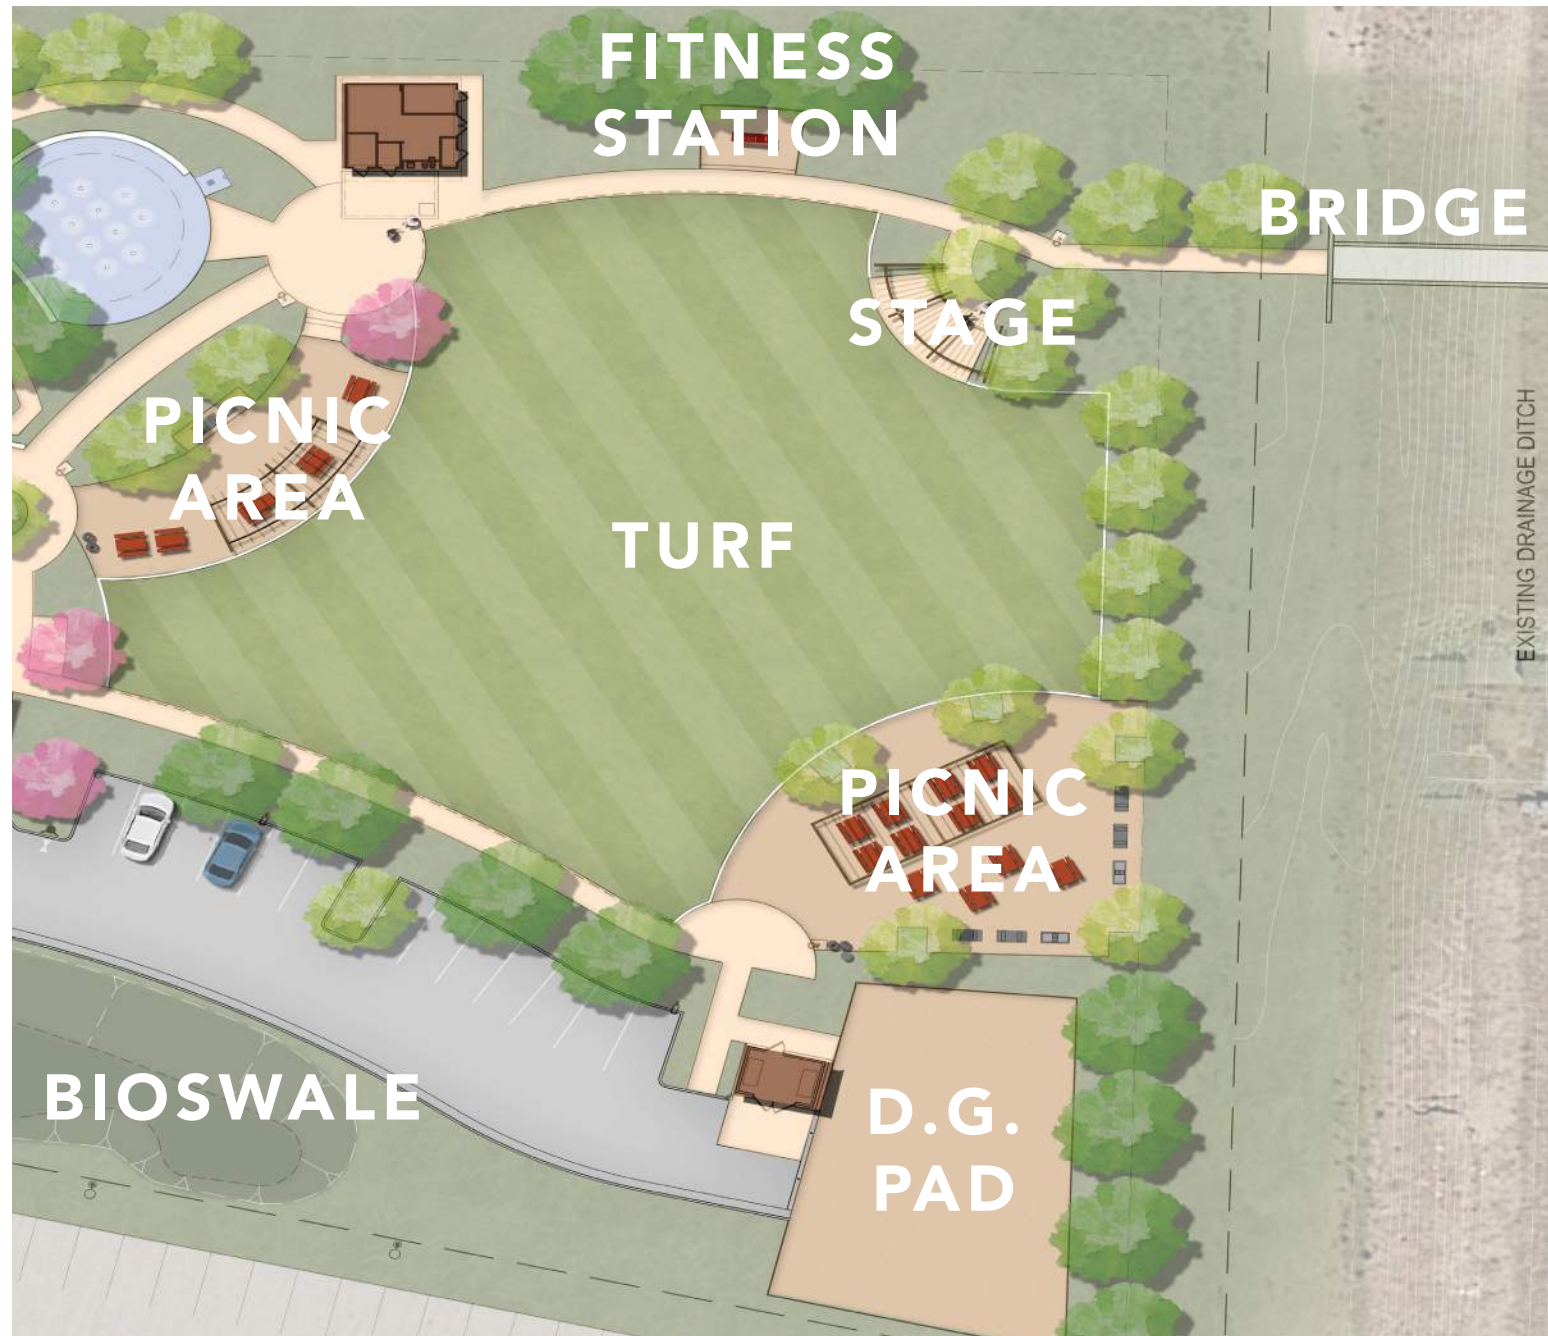 FITNESS
STATION
BRIDGE
STAGE
PICNIC
AREA
TURF
EXISTING DRAINAGE DITCH
PICNIC
AREA
BIOSWALE
D.G.
PAD